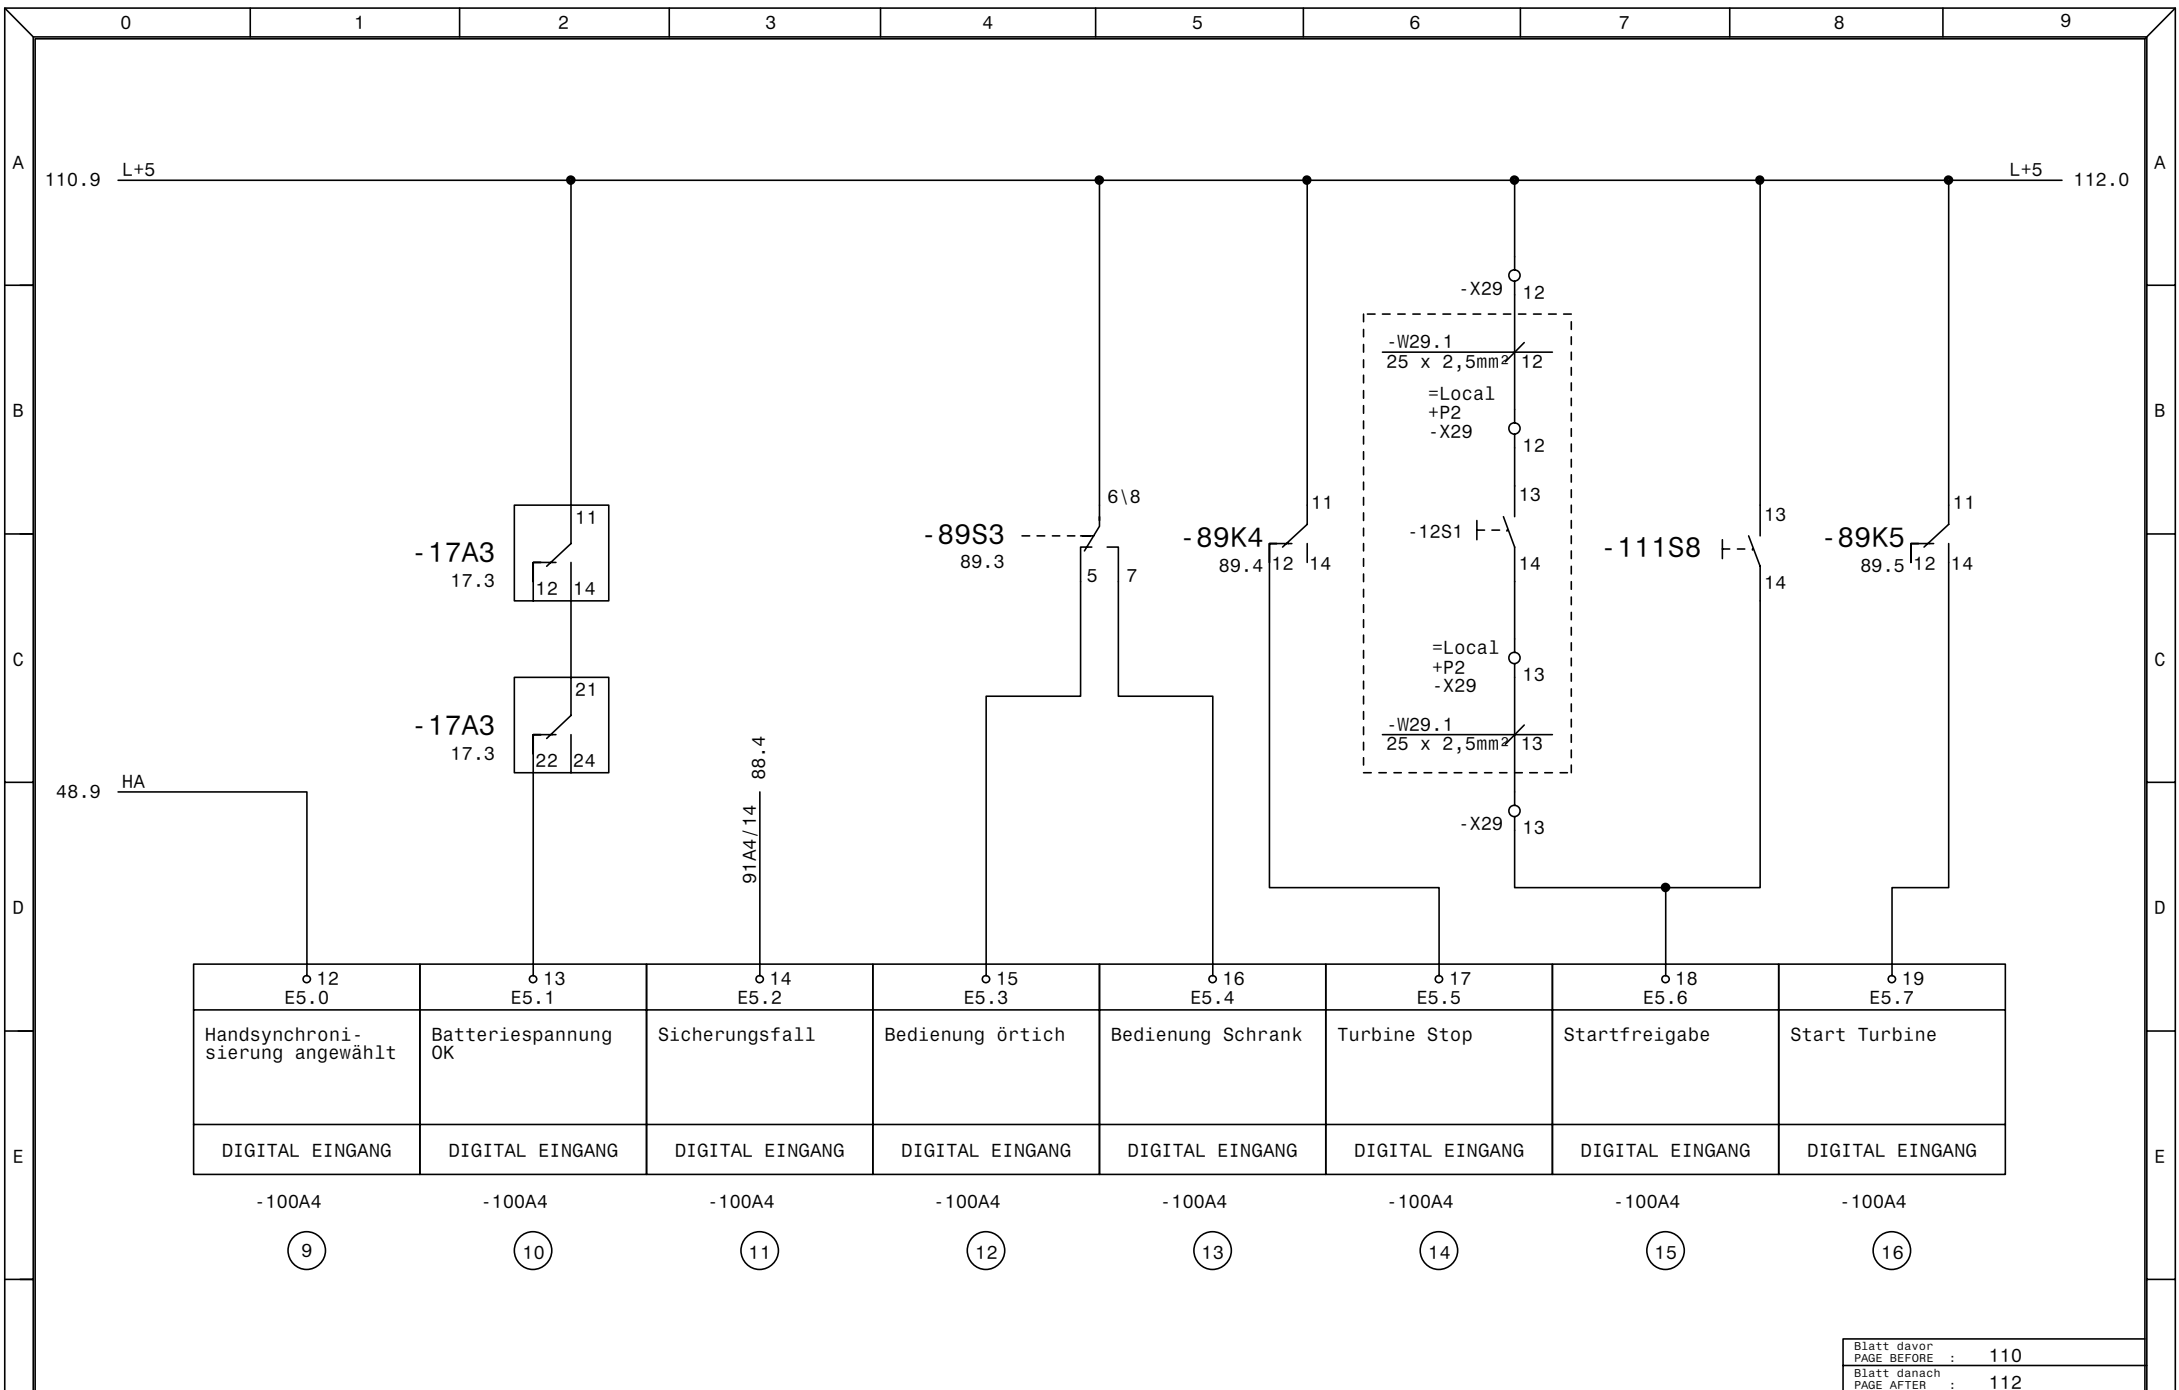 0 1 2 3 4 5 6 7 8 9
A
110.9 L+5
L+5 112.0
A
-X29 12
-W29.1
25 x 2,5mm² 12
=Local
+P2
-X29
12
B
B
-17A3
17.3
11
12 14
-89S3
89.3
6\8
5 7
-89K4
89.4
11
12 14
13
-12S1
14
-111S8
13
14
-89K5
89.5
11
12 14
C
C
-17A3
17.3
21
22 24
=Local
+P2
-X29
13
-W29.1
25 x 2,5mm² 13
48.9 HA
91A4/14 88.4
-X29 13
D
D
12 13 14 15 16 17 18 19
E5.0 E5.1 E5.2 E5.3 E5.4 E5.5 E5.6 E5.7
Handsynchroni-
sierung angewählt
Batteriespannung
OK
Sicherungsfall
Bedienung örtich
Bedienung Schrank
Turbine Stop
Startfreigabe
Start Turbine
E
DIGITAL EINGANG DIGITAL EINGANG DIGITAL EINGANG DIGITAL EINGANG DIGITAL EINGANG DIGITAL EINGANG DIGITAL EINGANG DIGITAL EINGANG
E
-100A4 -100A4 -100A4 -100A4 -100A4 -100A4 -100A4 -100A4
9 10 11 12 13 14 15 16
Blatt davor
PAGE BEFORE : 110
Blatt danach
PAGE AFTER : 112